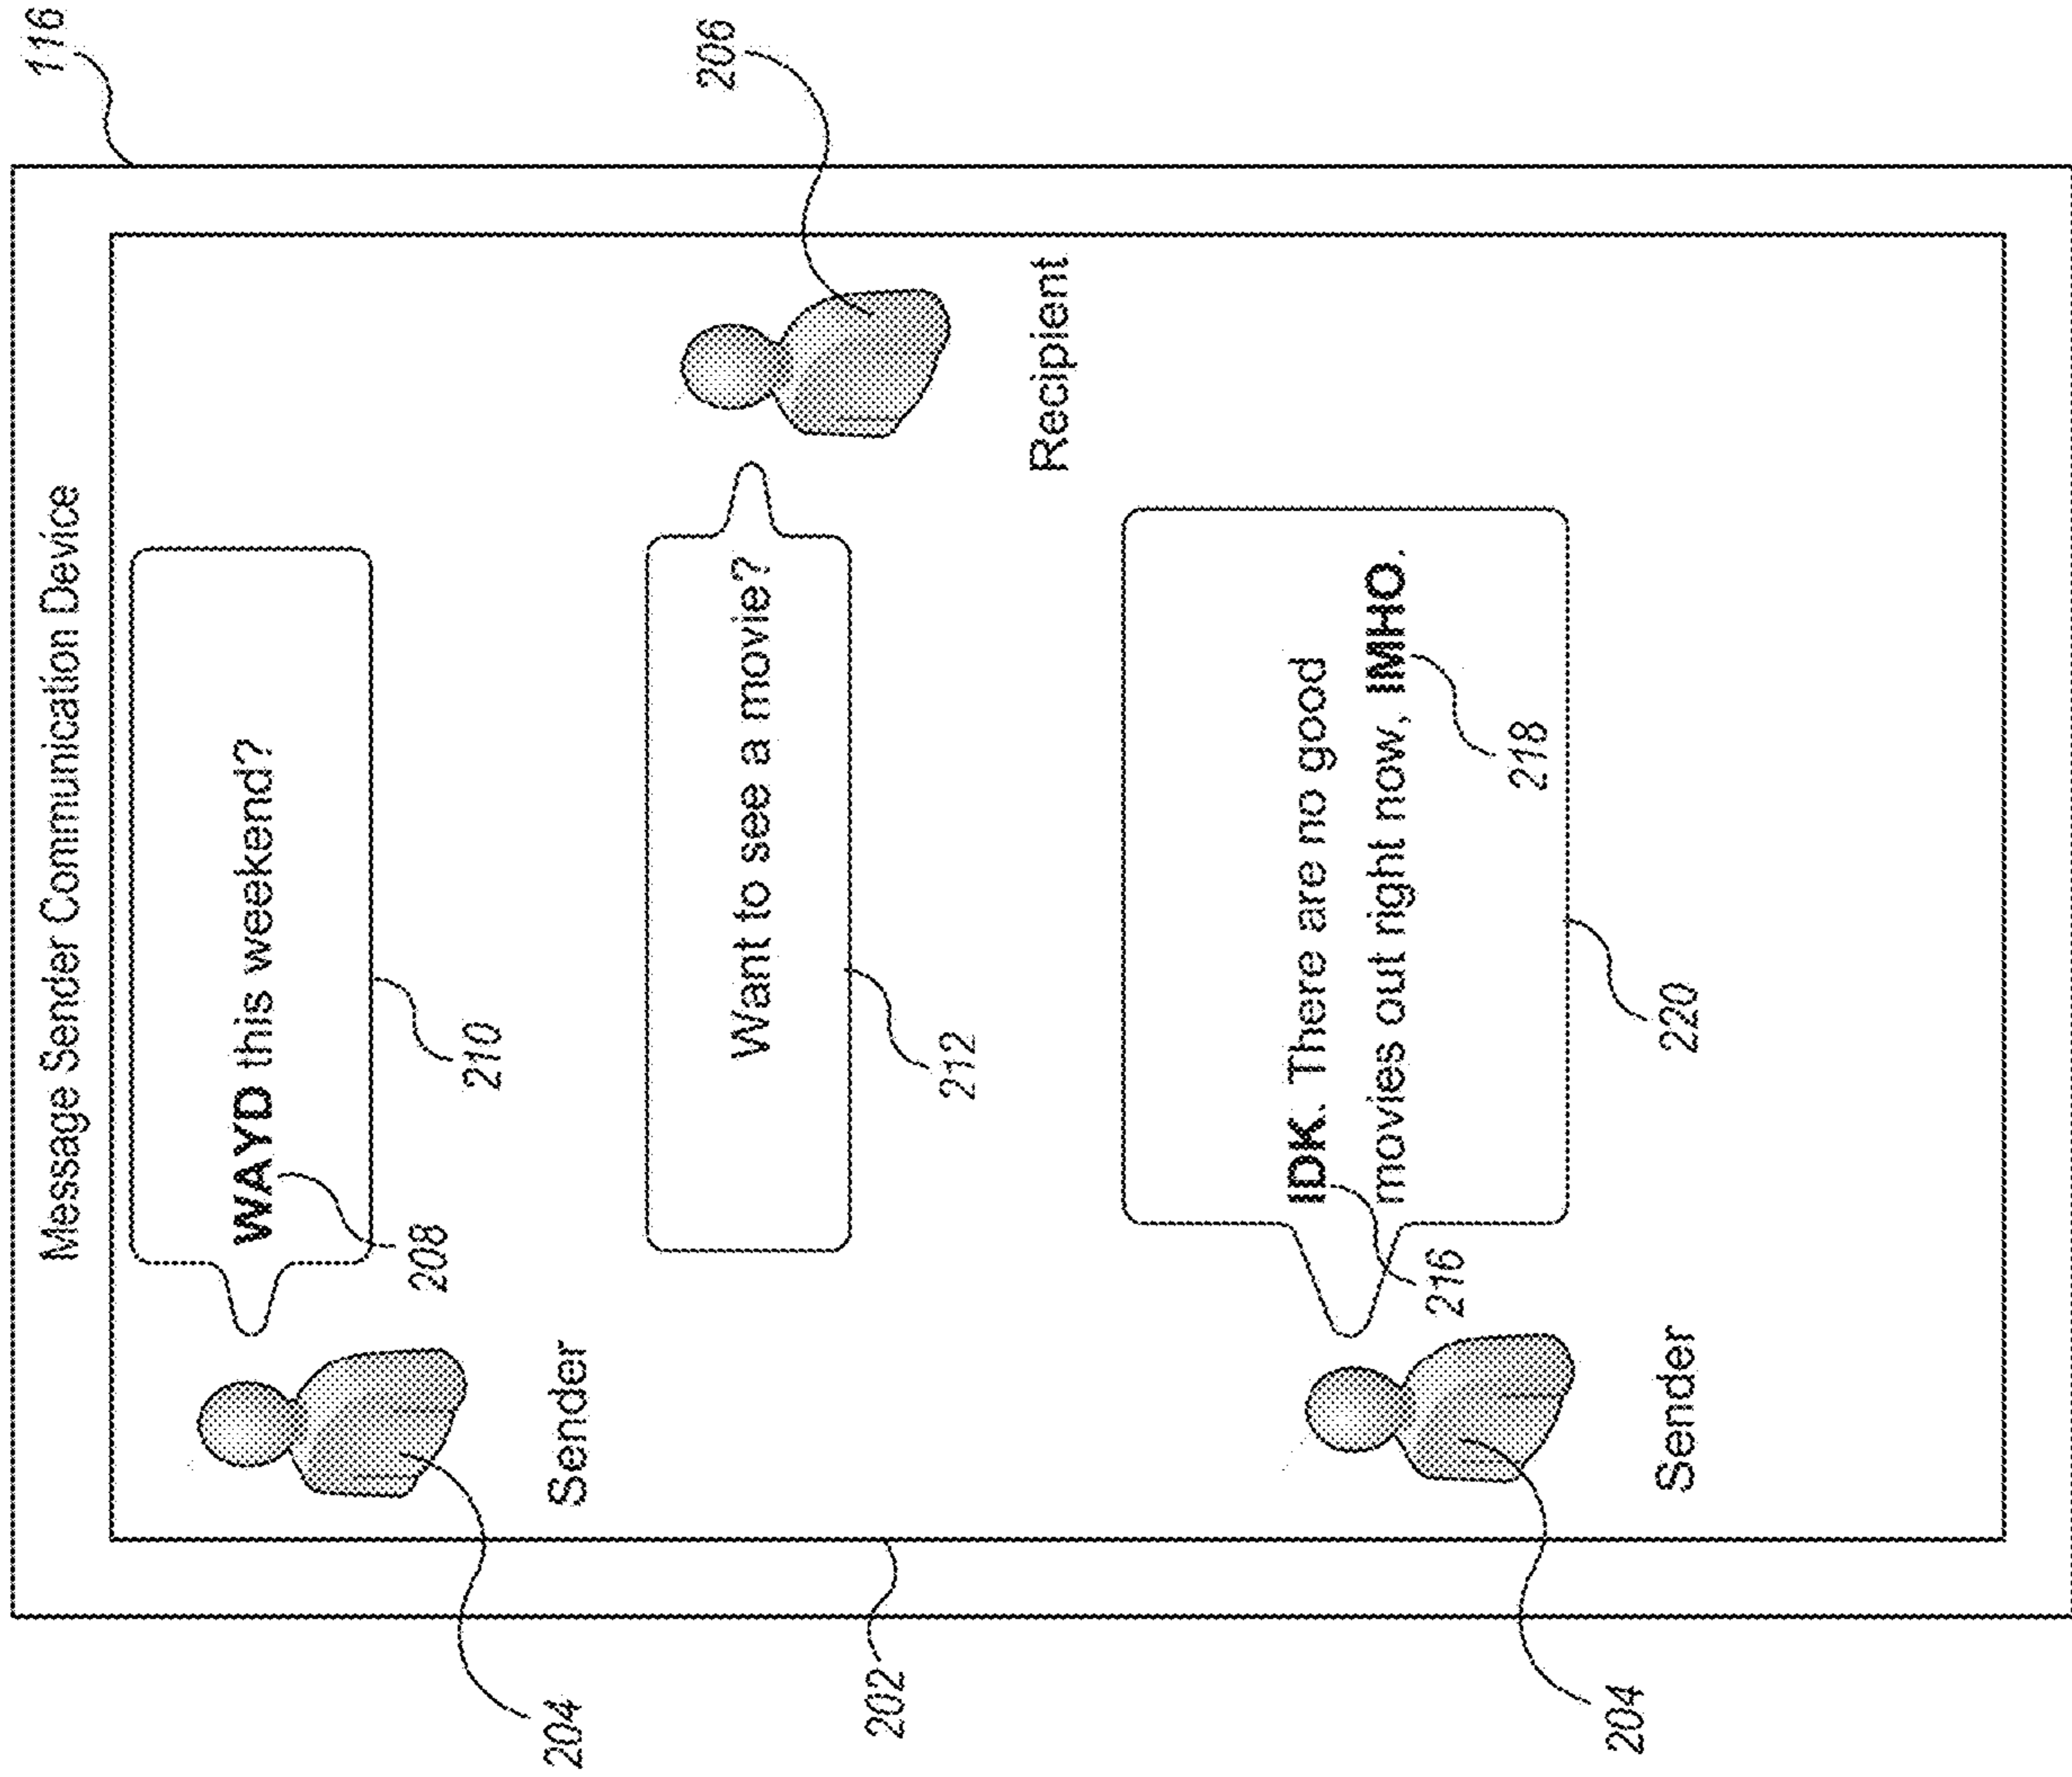 116
Message Sender Communication Device
WAYD this weekend?
208
210
Sender
204
206
Want to see a movie?
212
Recipient
202
IDK. There are no good
movies out right now, IMHO.
216
218
220
Sender
204